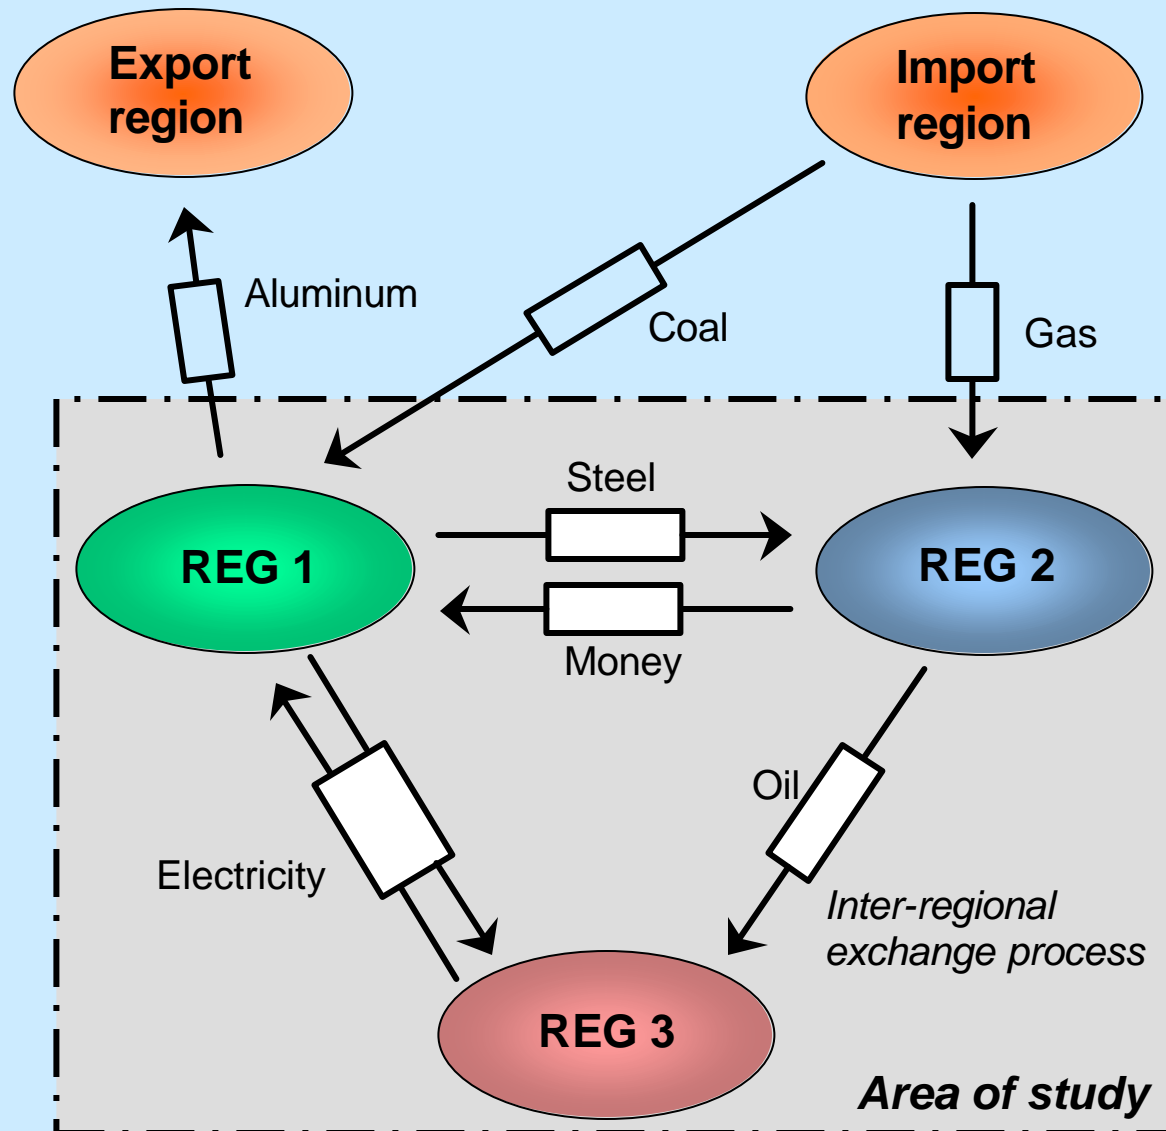 Export
region
Import
region
Aluminum
Coal
Gas
Steel
REG 1
REG 2
Money
Oil
Electricity
Inter-regional
exchange process
REG 3
Area of study